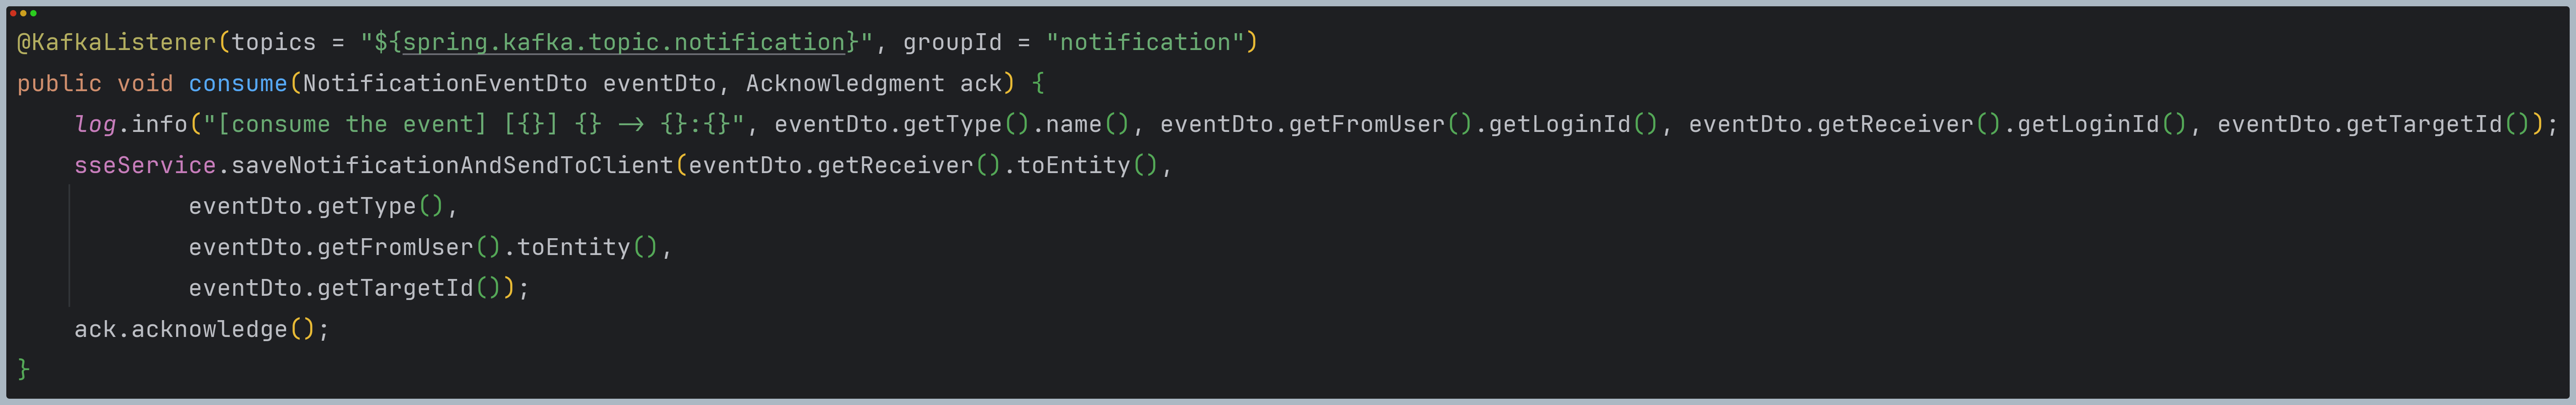 @KafkaListener(topics = "${spring.kafka.topic.notification}", groupId = "notification")
public void consume(NotificationEventDto eventDto, Acknowledgment ack) {
    log.info("[consume the event] [{}] {} -> {}:{}", eventDto.getType().name(), eventDto.getFromUser().getLoginId(), eventDto.getReceiver().getLoginId(), eventDto.getTargetId());
    sseService.saveNotificationAndSendToClient(eventDto.getReceiver().toEntity(),
            eventDto.getType(),
            eventDto.getFromUser().toEntity(),
            eventDto.getTargetId());
    ack.acknowledge();
}